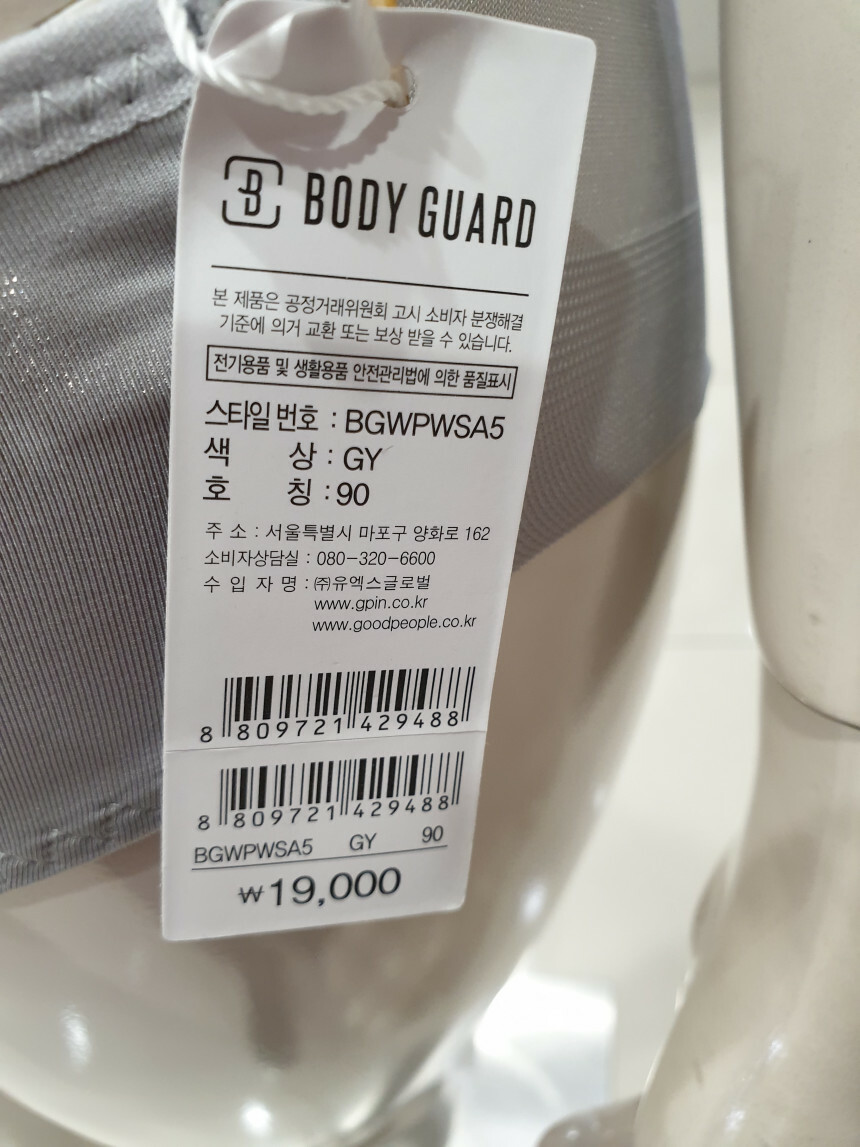 B BODY GUARD
본 제품은 공정거래위원회 고시 소비자 분쟁해결
기준에 의거 교환 또는 보상 받을 수 있습니다.
전기용품 및 생활용품 안전관리법에 의한 품질표시
스타일 번호 : BGWPWSA5
색 상 : GY
호 칭 : 90
주 소 : 서울특별시 마포구 양화로 162
소비자상담실 : 080-320-6600
수 입 자 명 : ㈜유엑스글로벌
www.gpin.co.kr
www.goodpeople.co.kr
8 809721 429488
8 809721 429488
BGWPWSA5 GY 90
₩19,000